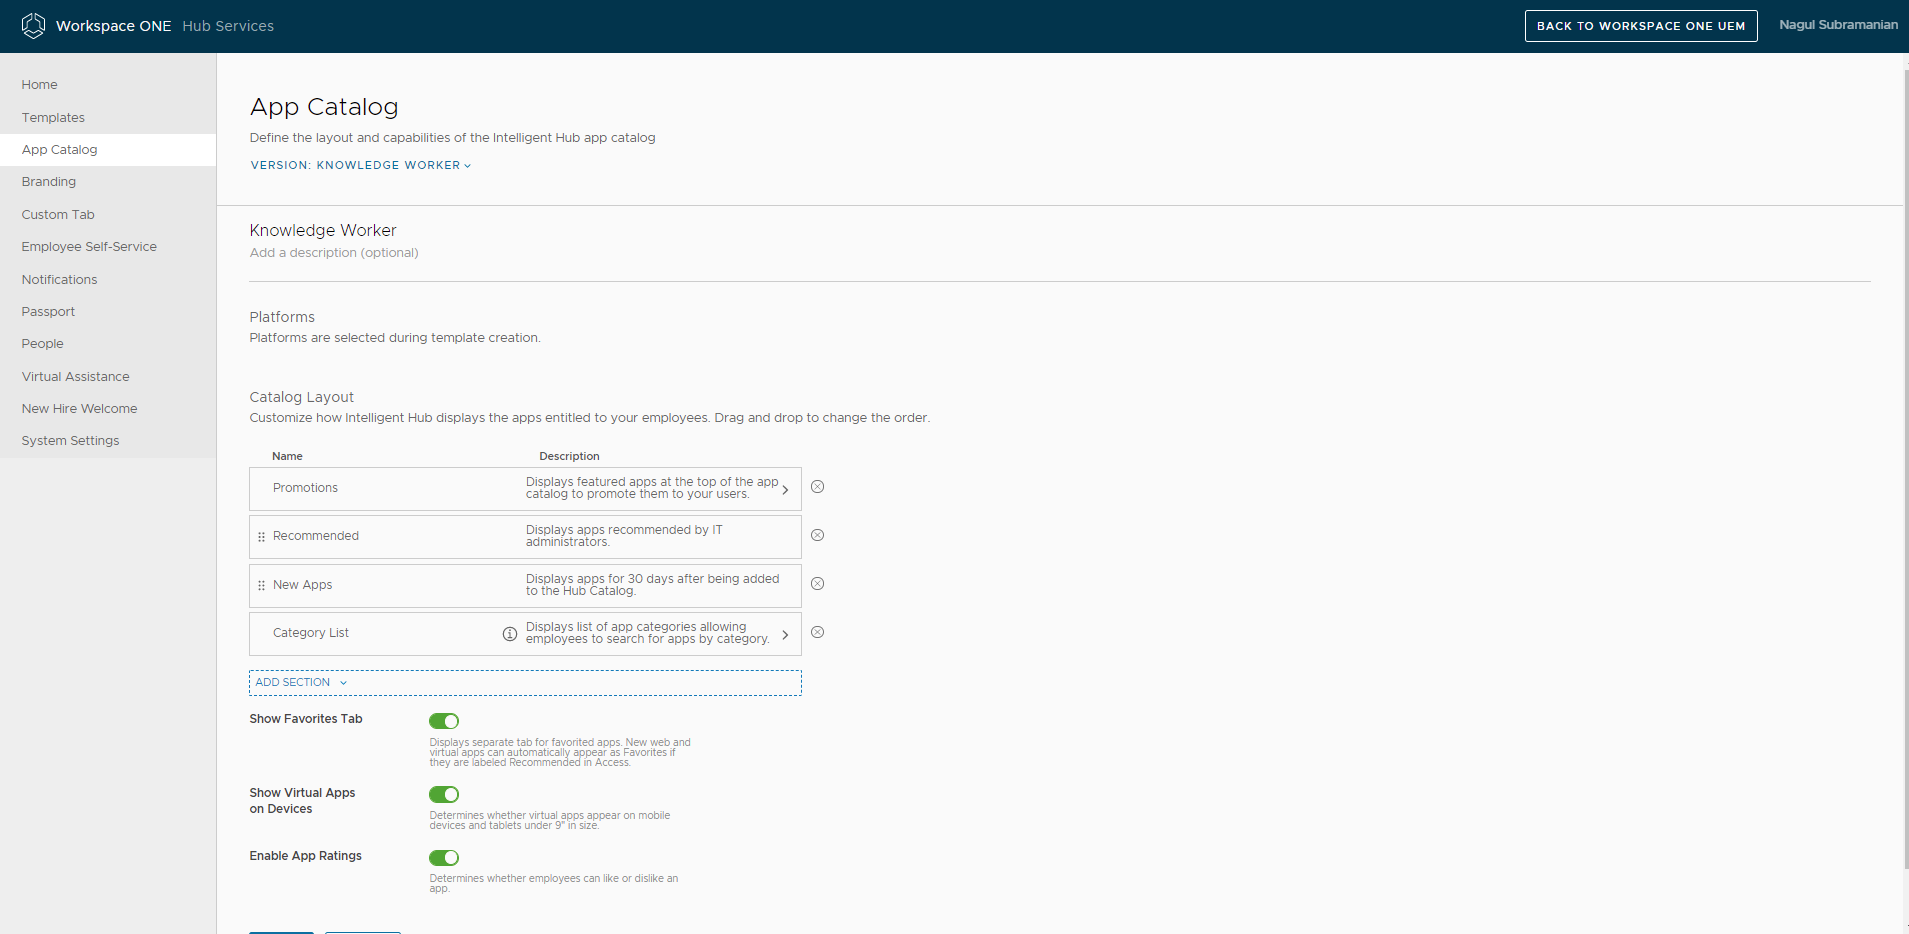 Workspace ONE Hub Services
BACK TO WORKSPACE ONE UEM
Nagul Subramanian
Home
Templates
App Catalog
Branding
Custom Tab
Employee Self-Service
Notifications
Passport
People
Virtual Assistance
New Hire Welcome
System Settings
App Catalog
Define the layout and capabilities of the Intelligent Hub app catalog
VERSION: KNOWLEDGE WORKER
Knowledge Worker
Add a description (optional)
Platforms
Platforms are selected during template creation.
Catalog Layout
Customize how Intelligent Hub displays the apps entitled to your employees. Drag and drop to change the order.
Name Description
Promotions
Displays featured apps at the top of the app
catalog to promote them to your users.
Recommended
Displays apps recommended by IT
administrators.
New Apps
Displays apps for 30 days after being added
to the Hub Catalog.
Category List
Displays list of app categories allowing
employees to search for apps by category.
ADD SECTION
Show Favorites Tab
Displays separate tab for favorited apps. New web and
virtual apps can automatically appear as Favorites if
they are labeled Recommended in Access.
Show Virtual Apps
on Devices
Determines whether virtual apps appear on mobile
devices and tablets under 9" in size.
Enable App Ratings
Determines whether employees can like or dislike an
app.